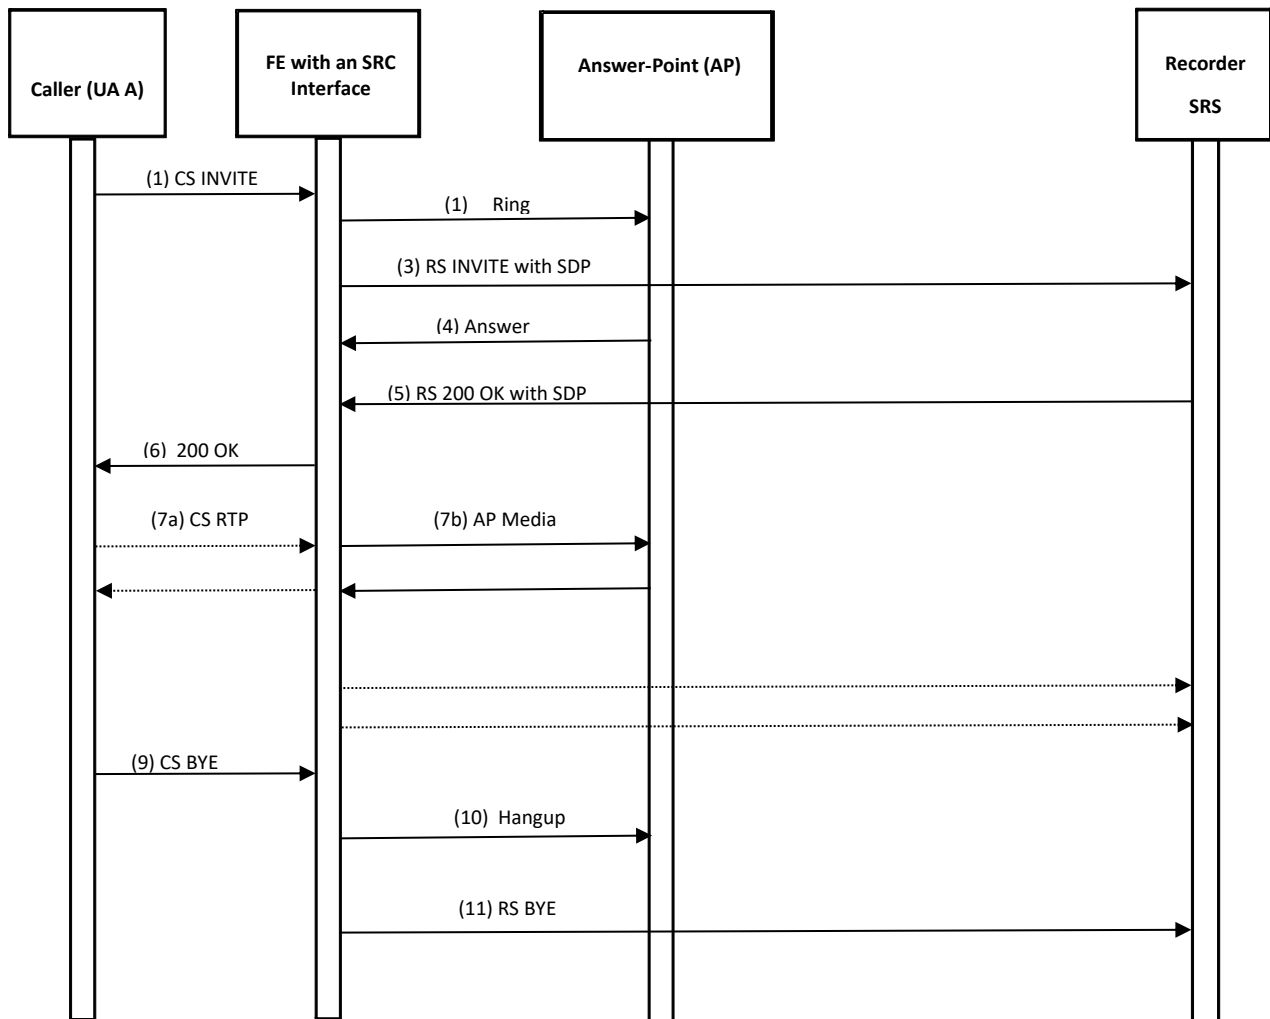 Caller (UA A)
FE with an SRC
Interface
Answer-Point (AP)
Recorder
SRS
(1) CS INVITE
(1) Ring
(3) RS INVITE with SDP
(4) Answer
(5) RS 200 OK with SDP
(6) 200 OK
(7a) CS RTP
(7b) AP Media
(9) CS BYE
(10) Hangup
(11) RS BYE